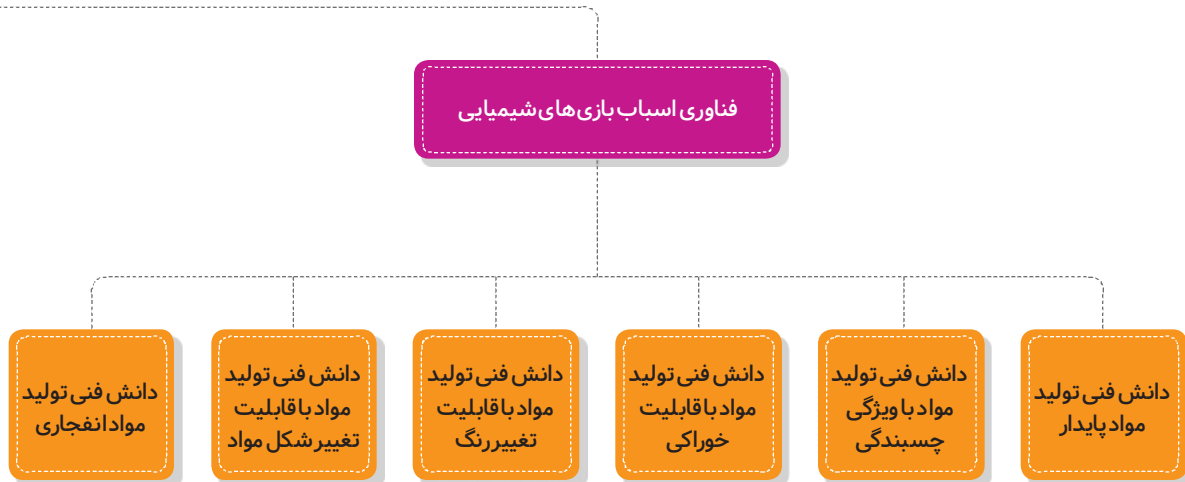 فناوری اسباب بازی‌های شیمیایی
دانش فنی تولید
مواد پایدار
دانش فنی تولید
مواد با ویژگی
چسبندگی
دانش فنی تولید
مواد با قابلیت
خوراکی
دانش فنی تولید
مواد با قابلیت
تغییر رنگ
دانش فنی تولید
مواد با قابلیت
تغییر شکل مواد
دانش فنی تولید
مواد انفجاری